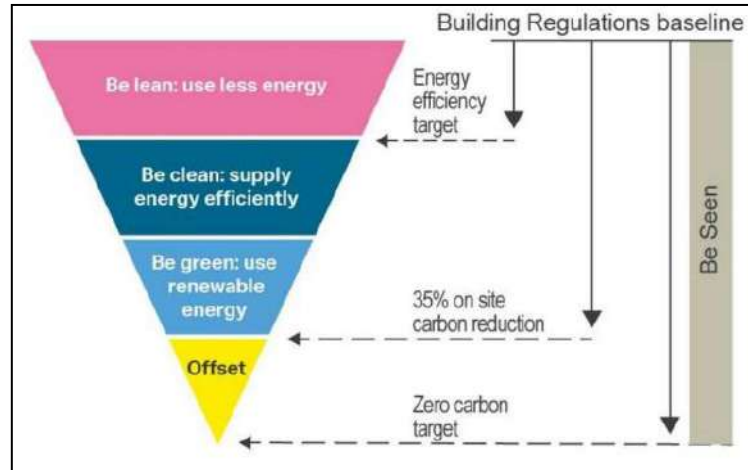 Building Regulations baseline
Be lean: use less energy
Energy
efficiency
target
Be clean: supply
energy efficiently
Be green: use
renewable
energy
35% on site
carbon reduction
Offset
Zero carbon
target
Be Seen